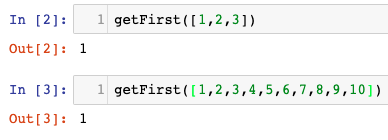 In [2]: 1 getFirst([1,2,3])
Out[2]: 1
In [3]: 1 getFirst([1,2,3,4,5,6,7,8,9,10])
Out[3]: 1